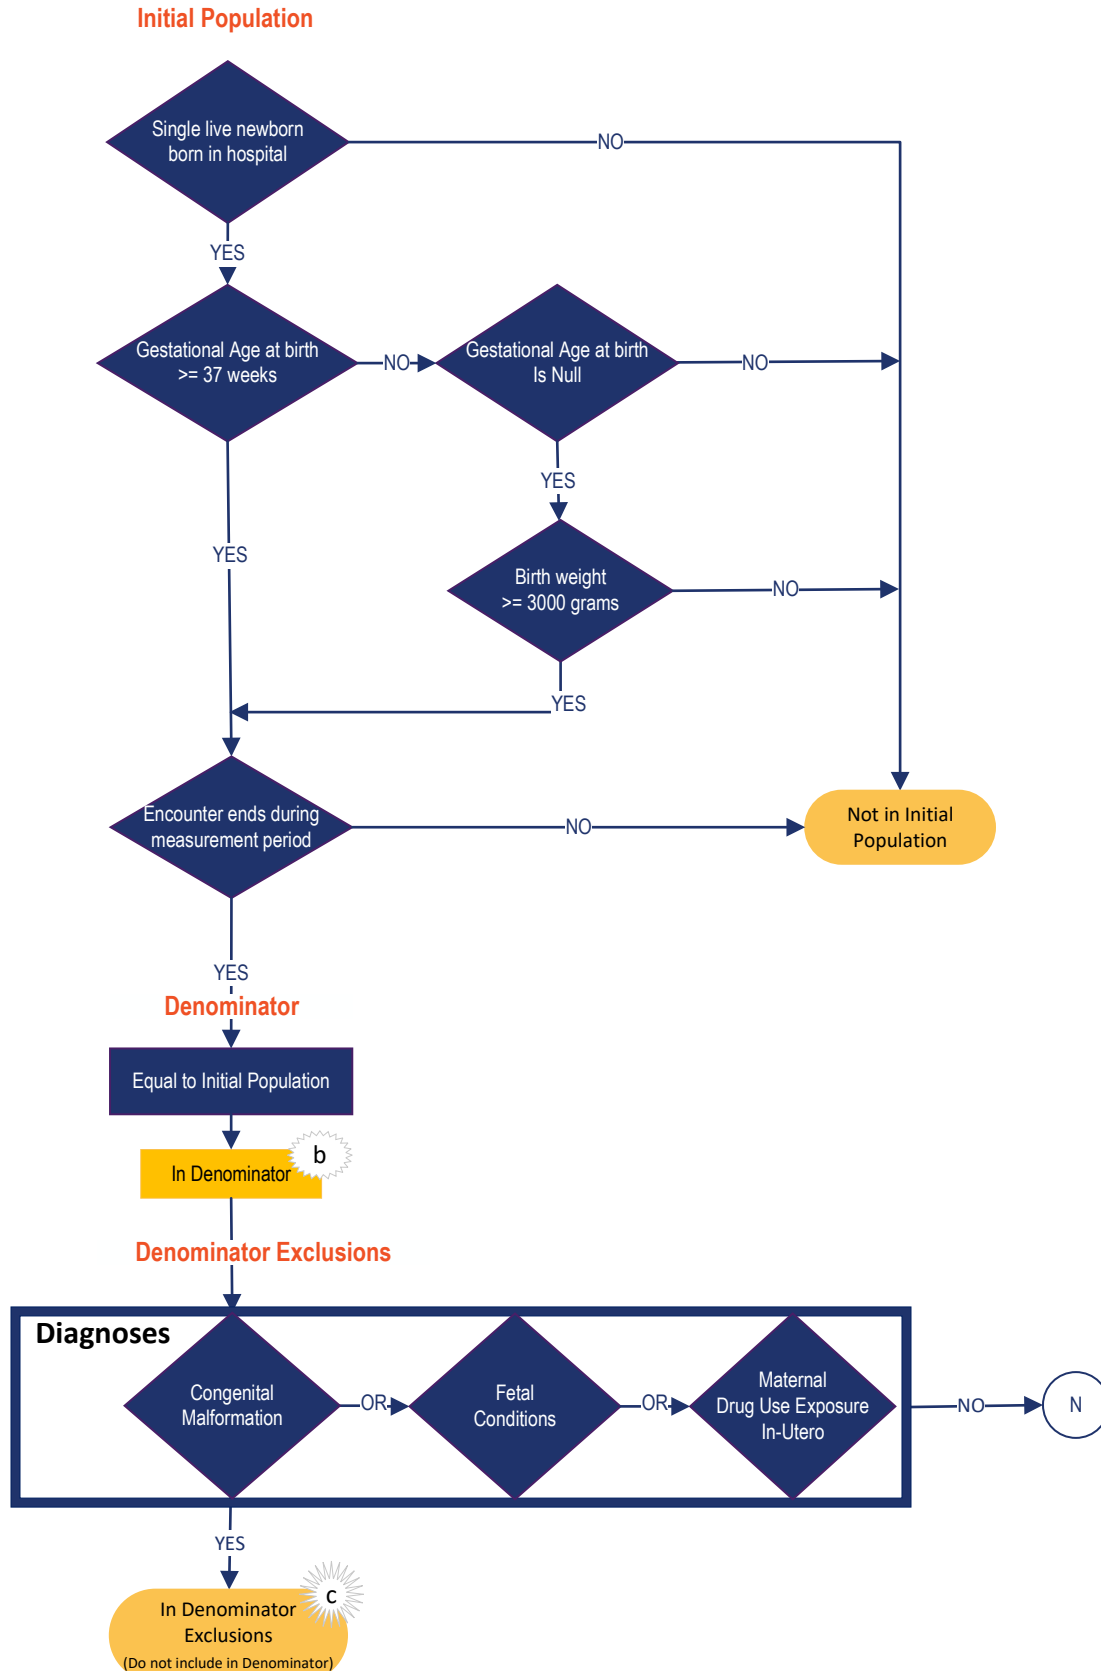 Initial Population
Single live newborn
born in hospital
NO
YES
Gestational Age at birth
>= 37 weeks
NO
Gestational Age at birth
Is Null
NO
YES
YES
Birth weight
>= 3000 grams
NO
YES
Encounter ends during
measurement period
NO
Not in Initial
Population
YES
Denominator
Equal to Initial Population
In Denominator
b
Denominator Exclusions
Diagnoses
Congenital
Malformation
OR
Fetal
Conditions
OR
Maternal
Drug Use Exposure
In-Utero
NO
N
YES
c
In Denominator
Exclusions
(Do not include in Denominator)